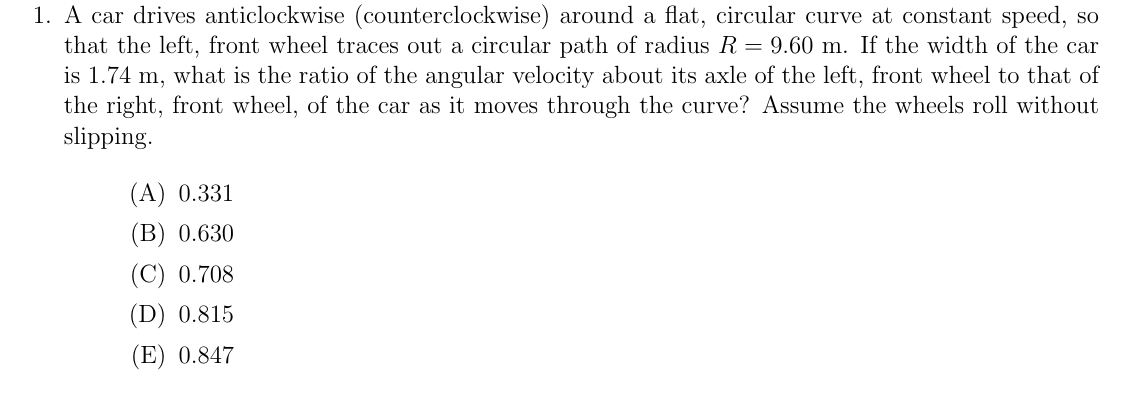 1. A car drives anticlockwise (counterclockwise) around a flat, circular curve at constant speed, so
that the left, front wheel traces out a circular path of radius R = 9.60 m. If the width of the car
is 1.74 m, what is the ratio of the angular velocity about its axle of the left, front wheel to that of
the right, front wheel, of the car as it moves through the curve? Assume the wheels roll without
slipping.
(A) 0.331
(B) 0.630
(C) 0.708
(D) 0.815
(E) 0.847